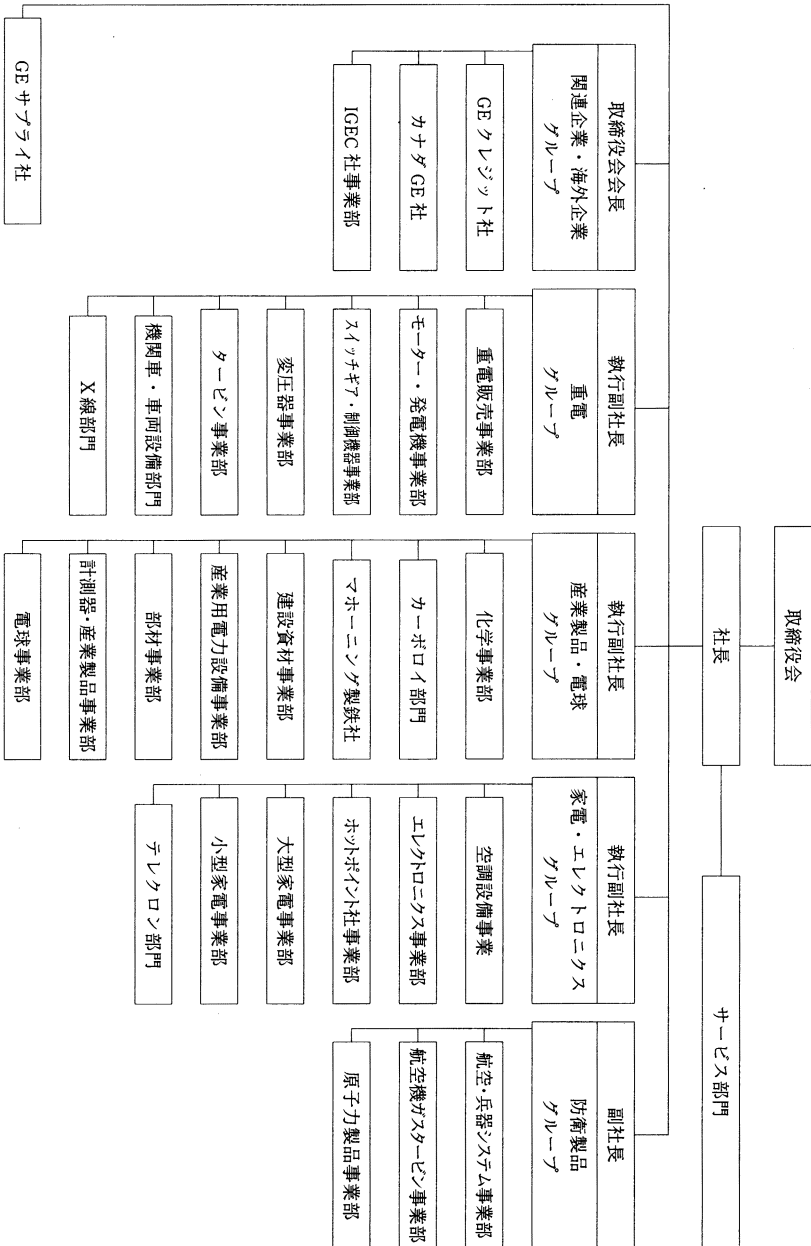 取締役会
社長
サービス部門
取締役会会長
関連企業・海外企業
グループ
GEクレジット社
カナダGE社
IGEC社事業部
執行副社長
重電
グループ
重電販売事業部
モーター・発電機事業部
スイッチギア・制御機器事業部
変圧器事業部
タービン事業部
機関車・車両設備部門
X線部門
執行副社長
産業製品・電球
グループ
化学事業部
カーボロイ部門
マホーニング製鉄社
建設資材事業部
産業用電力設備事業部
部材事業部
計測器・産業製品事業部
電球事業部
執行副社長
家電・エレクトロニクス
グループ
空調設備事業
エレクトロニクス事業部
ホットポイント社事業部
大型家電事業部
小型家電事業部
テレクロン部門
副社長
防衛製品
グループ
航空・兵器システム事業部
航空機ガスタービン事業部
原子力製品事業部
GEサプライ社